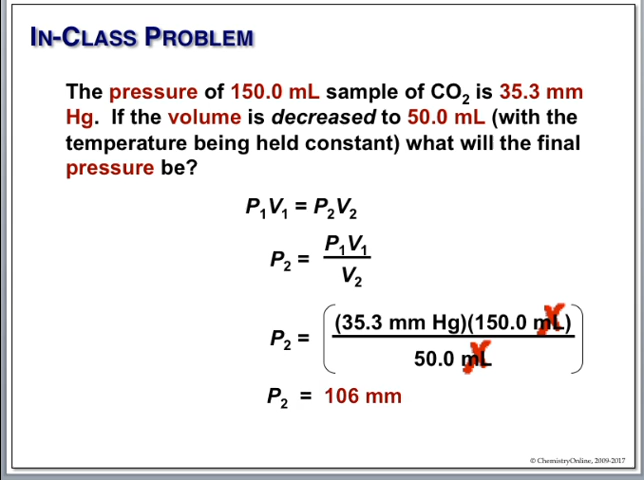 IN-CLASS PROBLEM
The pressure of 150.0 mL sample of CO₂ is 35.3 mm
Hg. If the volume is decreased to 50.0 mL (with the
temperature being held constant) what will the final
pressure be?
P₁V₁ = P₂V₂
P₂ = P₁V₁
V₂
P₂ = (35.3 mm Hg)(150.0 mL)
50.0 mL
P₂ = 106 mm
© ChemistryOnline, 2009-2017